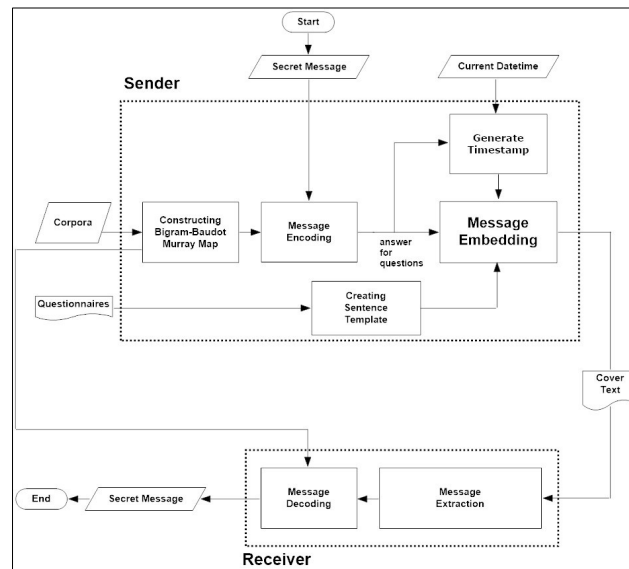 Start
Secret Message
Current Datetime
Sender
Generate
Timestamp
Corpora
Constructing
Bigram-Baudot
Murray Map
Message
Encoding
answer
for
questions
Message
Embedding
Questionnaires
Creating
Sentence
Template
Cover
Text
End
Secret Message
Message
Decoding
Message
Extraction
Receiver